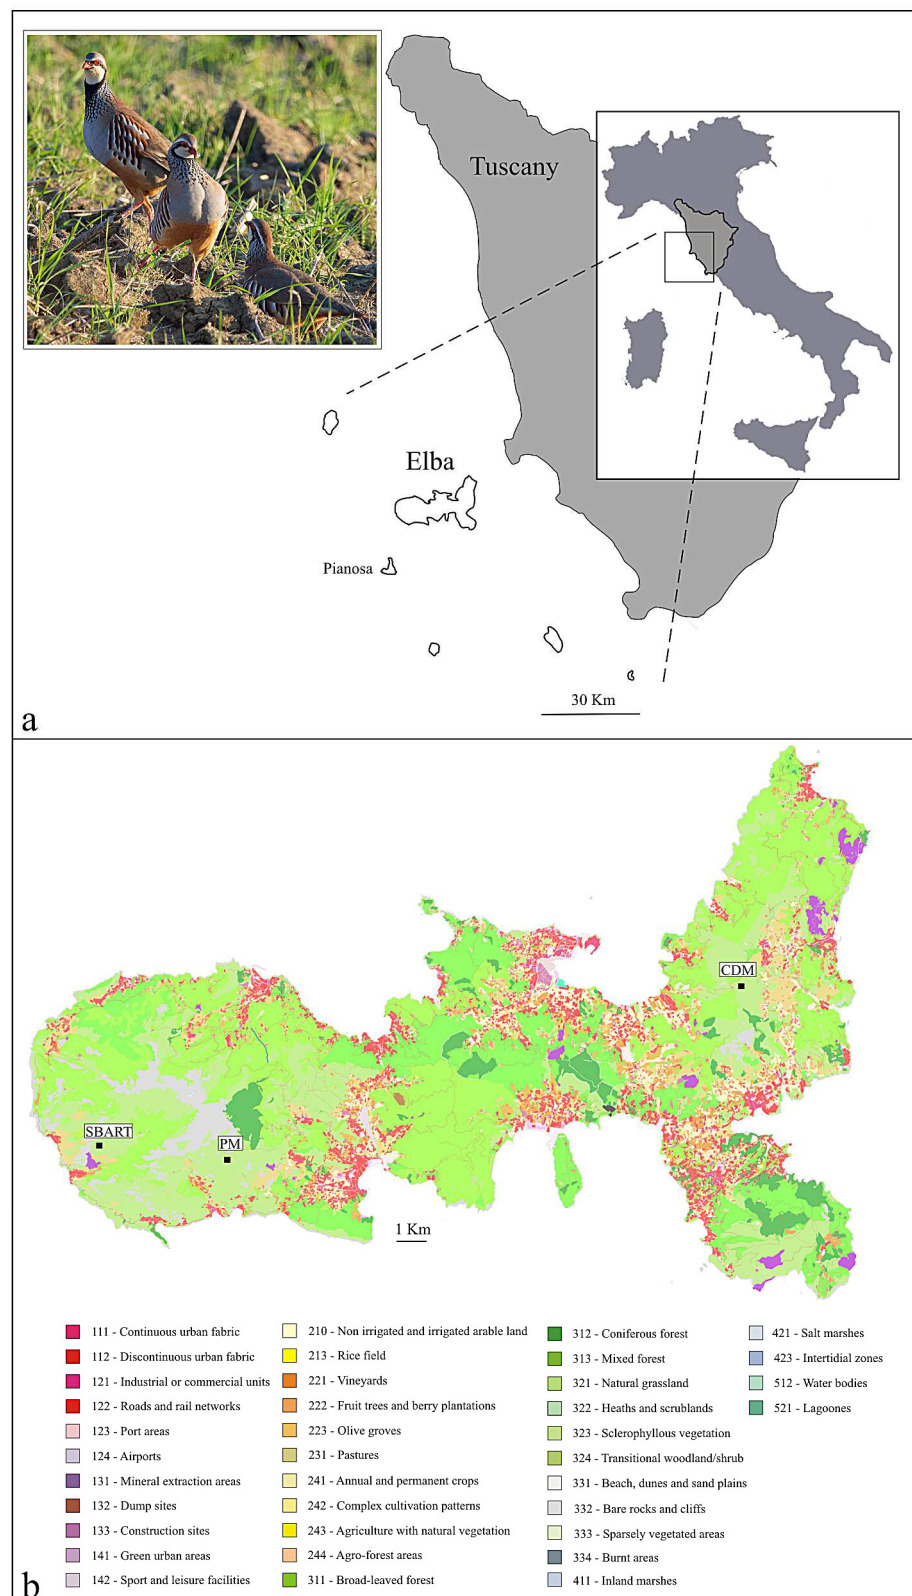 Tuscany
Elba
Pianosa
30 Km
a
CDM
SBART
PM
1 Km
111 - Continuous urban fabric
112 - Discontinuous urban fabric
121 - Industrial or commercial units
122 - Roads and rail networks
123 - Port areas
124 - Airports
131 - Mineral extraction areas
132 - Dump sites
133 - Construction sites
141 - Green urban areas
142 - Sport and leisure facilities
210 - Non irrigated and irrigated arable land
213 - Rice field
221 - Vineyards
222 - Fruit trees and berry plantations
223 - Olive groves
231 - Pastures
241 - Annual and permanent crops
242 - Complex cultivation patterns
243 - Agriculture with natural vegetation
244 - Agro-forest areas
311 - Broad-leaved forest
312 - Coniferous forest
313 - Mixed forest
321 - Natural grassland
322 - Heaths and scrublands
323 - Sclerophyllous vegetation
324 - Transitional woodland/shrub
331 - Beach, dunes and sand plains
332 - Bare rocks and cliffs
333 - Sparsely vegetated areas
334 - Burnt areas
411 - Inland marshes
421 - Salt marshes
423 - Intertidial zones
512 - Water bodies
521 - Lagoones
b